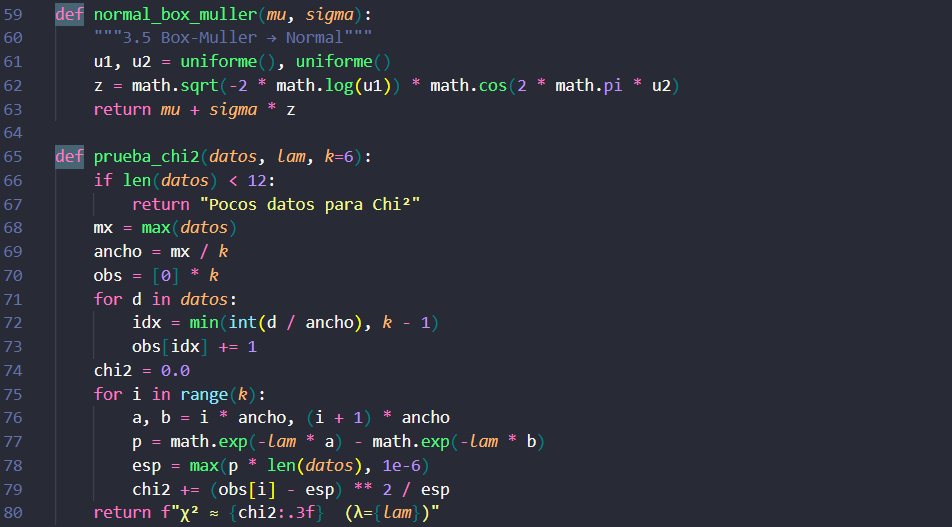 59 def normal_box_muller(mu, sigma):
60     """3.5 Box-Muller → Normal"""
61     u1, u2 = uniforme(), uniforme()
62     z = math.sqrt(-2 * math.log(u1)) * math.cos(2 * math.pi * u2)
63     return mu + sigma * z
64
65 def prueba_chi2(datos, lam, k=6):
66     if len(datos) < 12:
67         return "Pocos datos para Chi²"
68     mx = max(datos)
69     ancho = mx / k
70     obs = [0] * k
71     for d in datos:
72         idx = min(int(d / ancho), k - 1)
73         obs[idx] += 1
74     chi2 = 0.0
75     for i in range(k):
76         a, b = i * ancho, (i + 1) * ancho
77         p = math.exp(-lam * a) - math.exp(-lam * b)
78         esp = max(p * len(datos), 1e-6)
79         chi2 += (obs[i] - esp) ** 2 / esp
80     return f"χ² ≈ {chi2:.3f}  (λ={lam})"